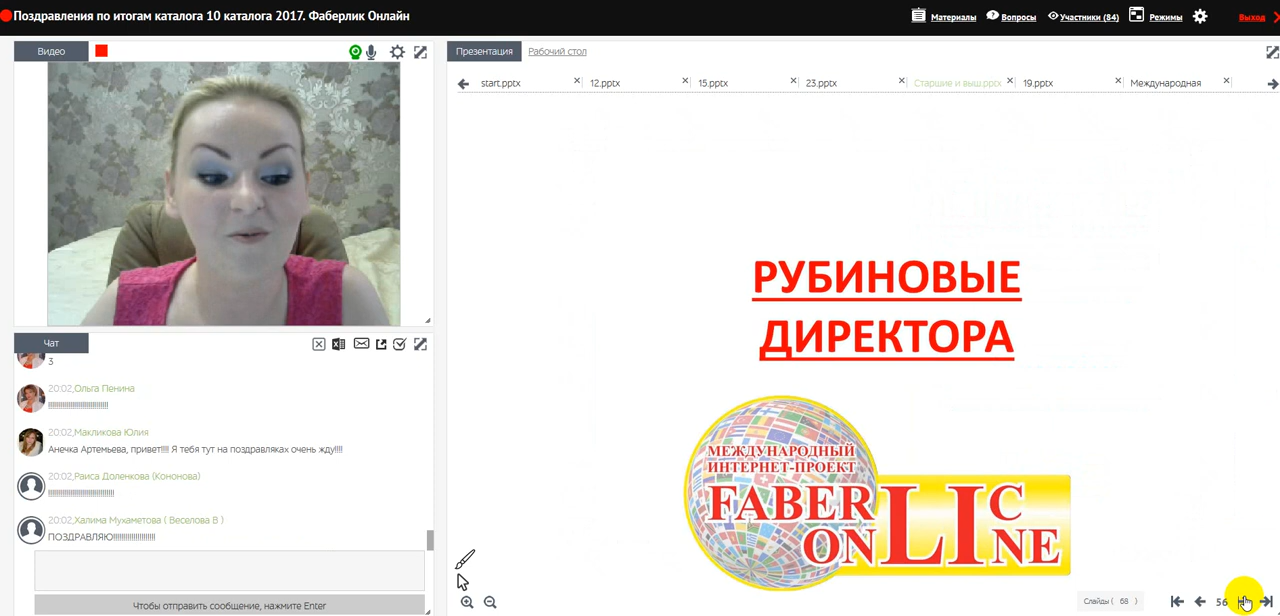 Поздравления по итогам каталога 10 каталога 2017. Фаберлик Онлайн
Материалы
Вопросы
Участники (84)
Режимы
Выход
Видео
Презентация
Рабочий стол
start.pptx
12.pptx
15.pptx
23.pptx
Старшие и выш.pptx
19.pptx
Международная
РУБИНОВЫЕ
ДИРЕКТОРА
МЕЖДУНАРОДНЫЙ
ИНТЕРНЕТ-ПРОЕКТ
FABERLIC
ONLINE
Чат
3
20:02,Ольга Пенина
!!!!!!!!!!!!!!!!!!!!!!!!!!!!!!
20:02,Макликова Юлия
Анечка Артемьева, привет!!!! Я тебя тут на поздравляках очень жду!!!!
20:02,Раиса Доленкова (Кононова)
!!!!!!!!!!!!!!!!!!!!!!!!!!!!!!!!!
20:02,Халима Мухаметова ( Веселова В )
ПОЗДРАВЛЯЮ!!!!!!!!!!!!!!!!!!!!!
Чтобы отправить сообщение, нажмите Enter
Слайды ( 68 )
56